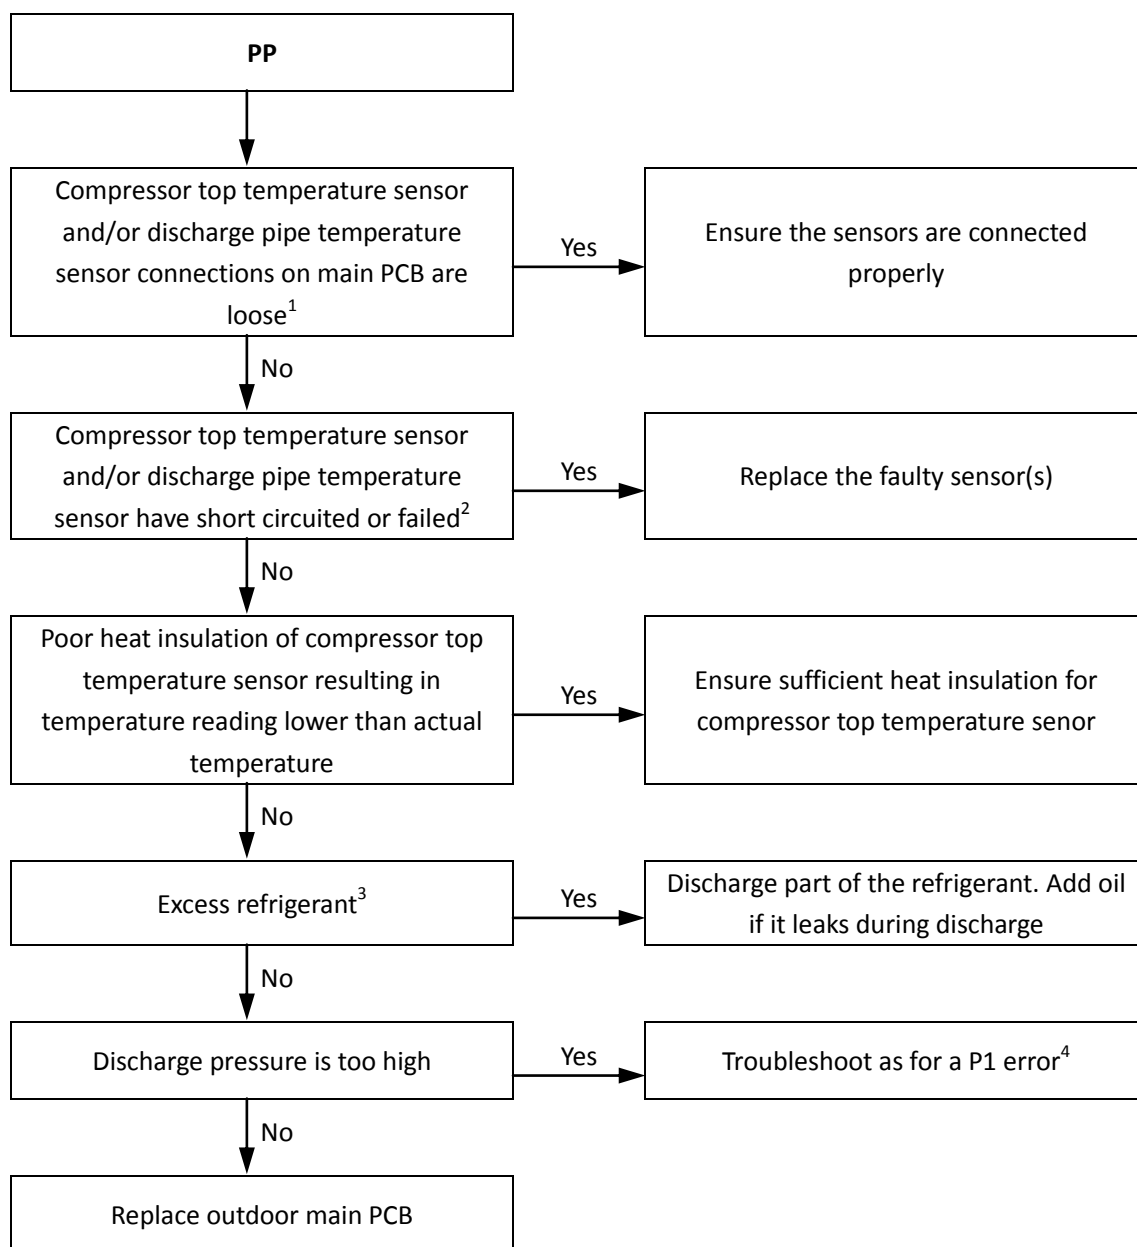 PP
Compressor top temperature sensor
and/or discharge pipe temperature
sensor connections on main PCB are
loose1
Yes
Ensure the sensors are connected
properly
No
Compressor top temperature sensor
and/or discharge pipe temperature
sensor have short circuited or failed2
Yes
Replace the faulty sensor(s)
No
Poor heat insulation of compressor top
temperature sensor resulting in
temperature reading lower than actual
temperature
Yes
Ensure sufficient heat insulation for
compressor top temperature senor
No
Excess refrigerant3
Yes
Discharge part of the refrigerant. Add oil
if it leaks during discharge
No
Discharge pressure is too high
Yes
Troubleshoot as for a P1 error4
No
Replace outdoor main PCB